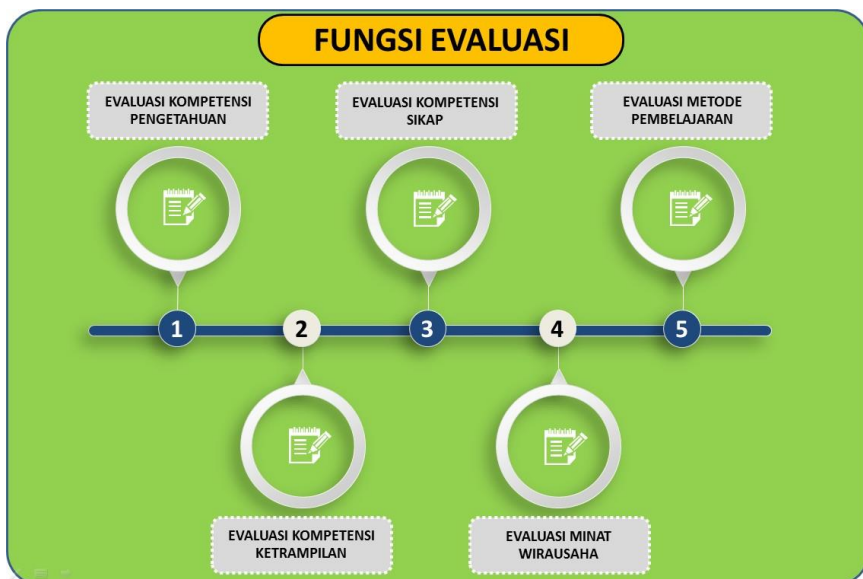 FUNGSI EVALUASI
EVALUASI KOMPETENSI
PENGETAHUAN
EVALUASI KOMPETENSI
SIKAP
EVALUASI METODE
PEMBELAJARAN
1
2
3
4
5
EVALUASI KOMPETENSI
KETRAMPILAN
EVALUASI MINAT
WIRAUSAHA